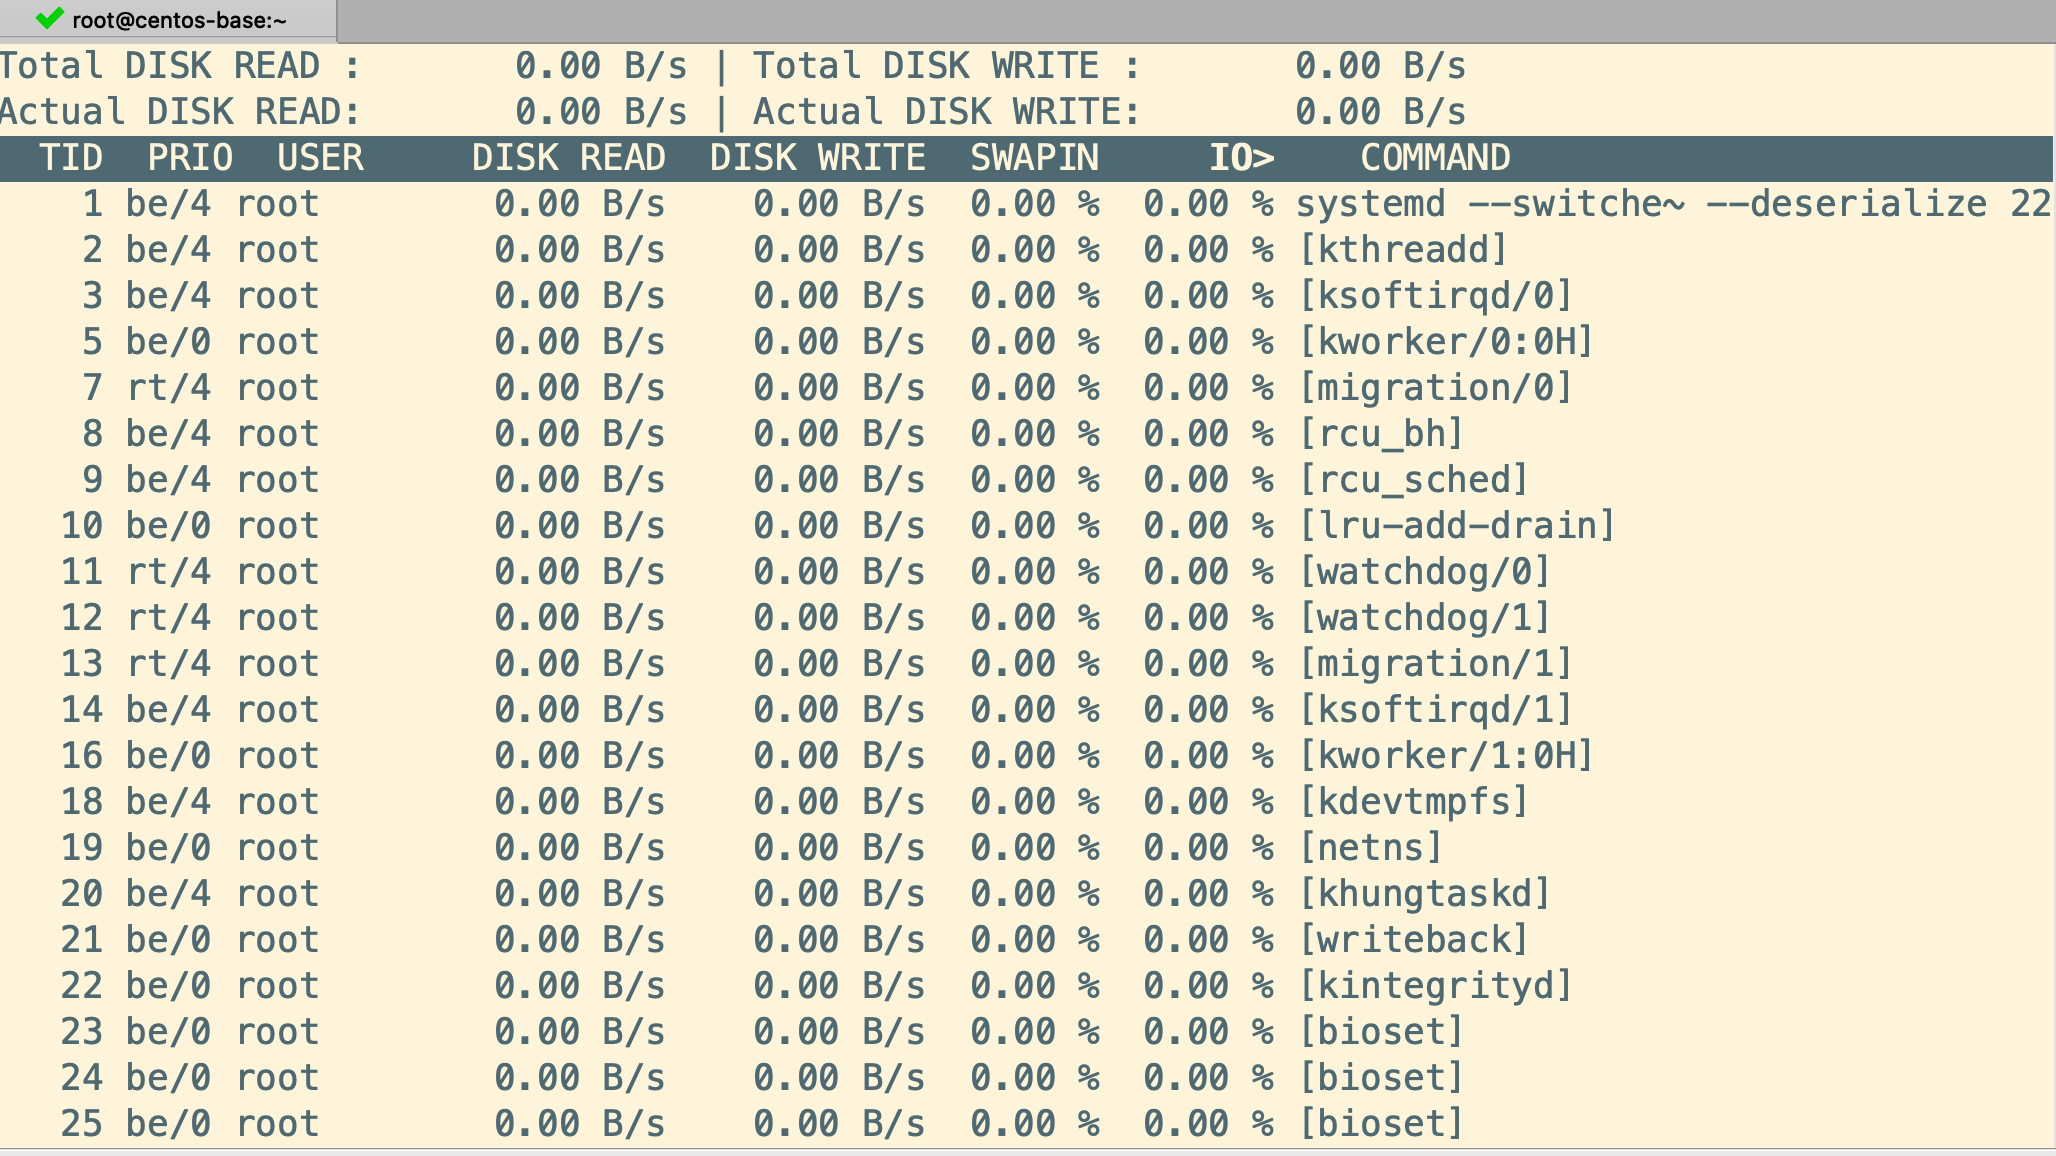 root@centos-base:~
Total DISK READ :       0.00 B/s | Total DISK WRITE :       0.00 B/s
Actual DISK READ:       0.00 B/s | Actual DISK WRITE:       0.00 B/s
  TID  PRIO  USER     DISK READ  DISK WRITE  SWAPIN     IO>    COMMAND
    1 be/4 root        0.00 B/s    0.00 B/s  0.00 %  0.00 % systemd --switche~ --deserialize 22
    2 be/4 root        0.00 B/s    0.00 B/s  0.00 %  0.00 % [kthreadd]
    3 be/4 root        0.00 B/s    0.00 B/s  0.00 %  0.00 % [ksoftirqd/0]
    5 be/0 root        0.00 B/s    0.00 B/s  0.00 %  0.00 % [kworker/0:0H]
    7 rt/4 root        0.00 B/s    0.00 B/s  0.00 %  0.00 % [migration/0]
    8 be/4 root        0.00 B/s    0.00 B/s  0.00 %  0.00 % [rcu_bh]
    9 be/4 root        0.00 B/s    0.00 B/s  0.00 %  0.00 % [rcu_sched]
   10 be/0 root        0.00 B/s    0.00 B/s  0.00 %  0.00 % [lru-add-drain]
   11 rt/4 root        0.00 B/s    0.00 B/s  0.00 %  0.00 % [watchdog/0]
   12 rt/4 root        0.00 B/s    0.00 B/s  0.00 %  0.00 % [watchdog/1]
   13 rt/4 root        0.00 B/s    0.00 B/s  0.00 %  0.00 % [migration/1]
   14 be/4 root        0.00 B/s    0.00 B/s  0.00 %  0.00 % [ksoftirqd/1]
   16 be/0 root        0.00 B/s    0.00 B/s  0.00 %  0.00 % [kworker/1:0H]
   18 be/4 root        0.00 B/s    0.00 B/s  0.00 %  0.00 % [kdevtmpfs]
   19 be/0 root        0.00 B/s    0.00 B/s  0.00 %  0.00 % [netns]
   20 be/4 root        0.00 B/s    0.00 B/s  0.00 %  0.00 % [khungtaskd]
   21 be/0 root        0.00 B/s    0.00 B/s  0.00 %  0.00 % [writeback]
   22 be/0 root        0.00 B/s    0.00 B/s  0.00 %  0.00 % [kintegrityd]
   23 be/0 root        0.00 B/s    0.00 B/s  0.00 %  0.00 % [bioset]
   24 be/0 root        0.00 B/s    0.00 B/s  0.00 %  0.00 % [bioset]
   25 be/0 root        0.00 B/s    0.00 B/s  0.00 %  0.00 % [bioset]